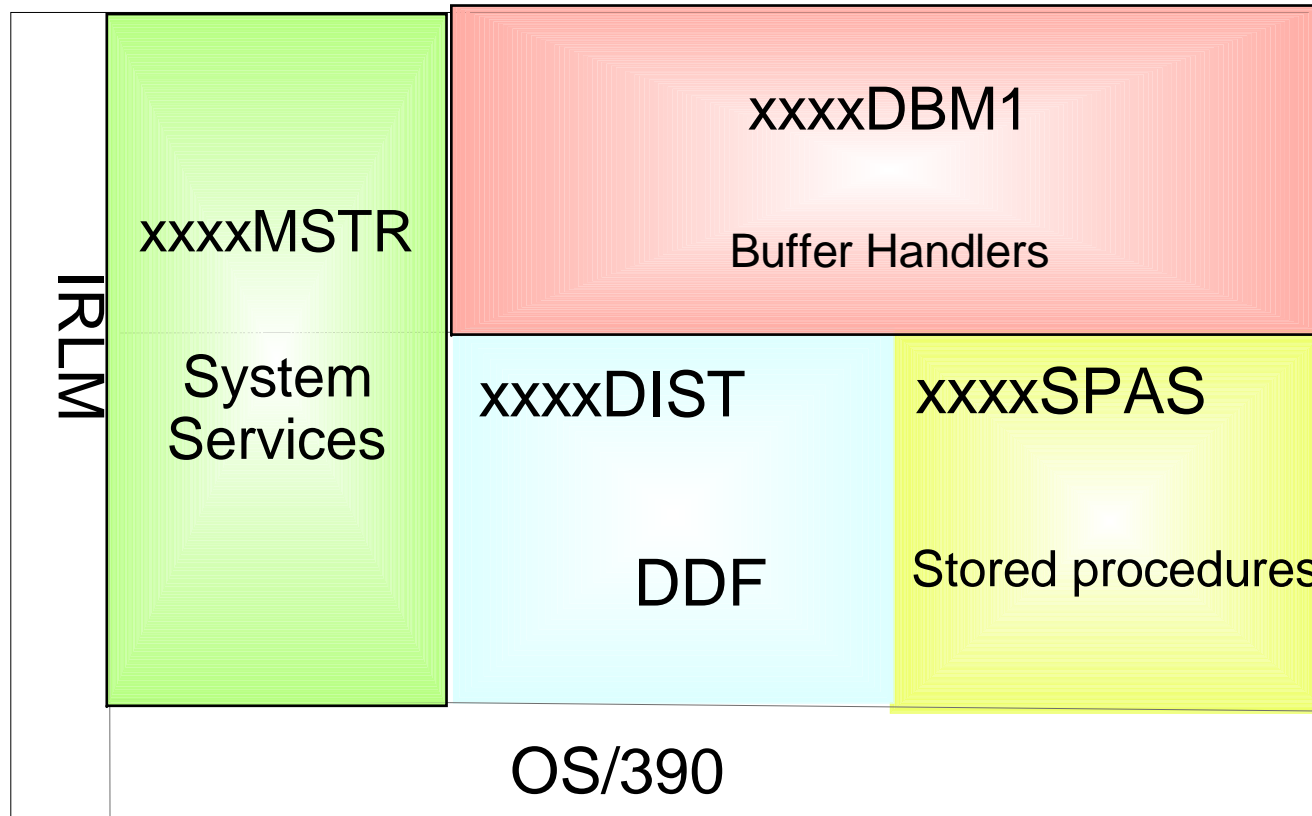 IRLM
xxxxMSTR
System
Services
xxxxDBM1
Buffer Handlers
xxxxDIST
DDF
xxxxSPAS
Stored procedures
OS/390